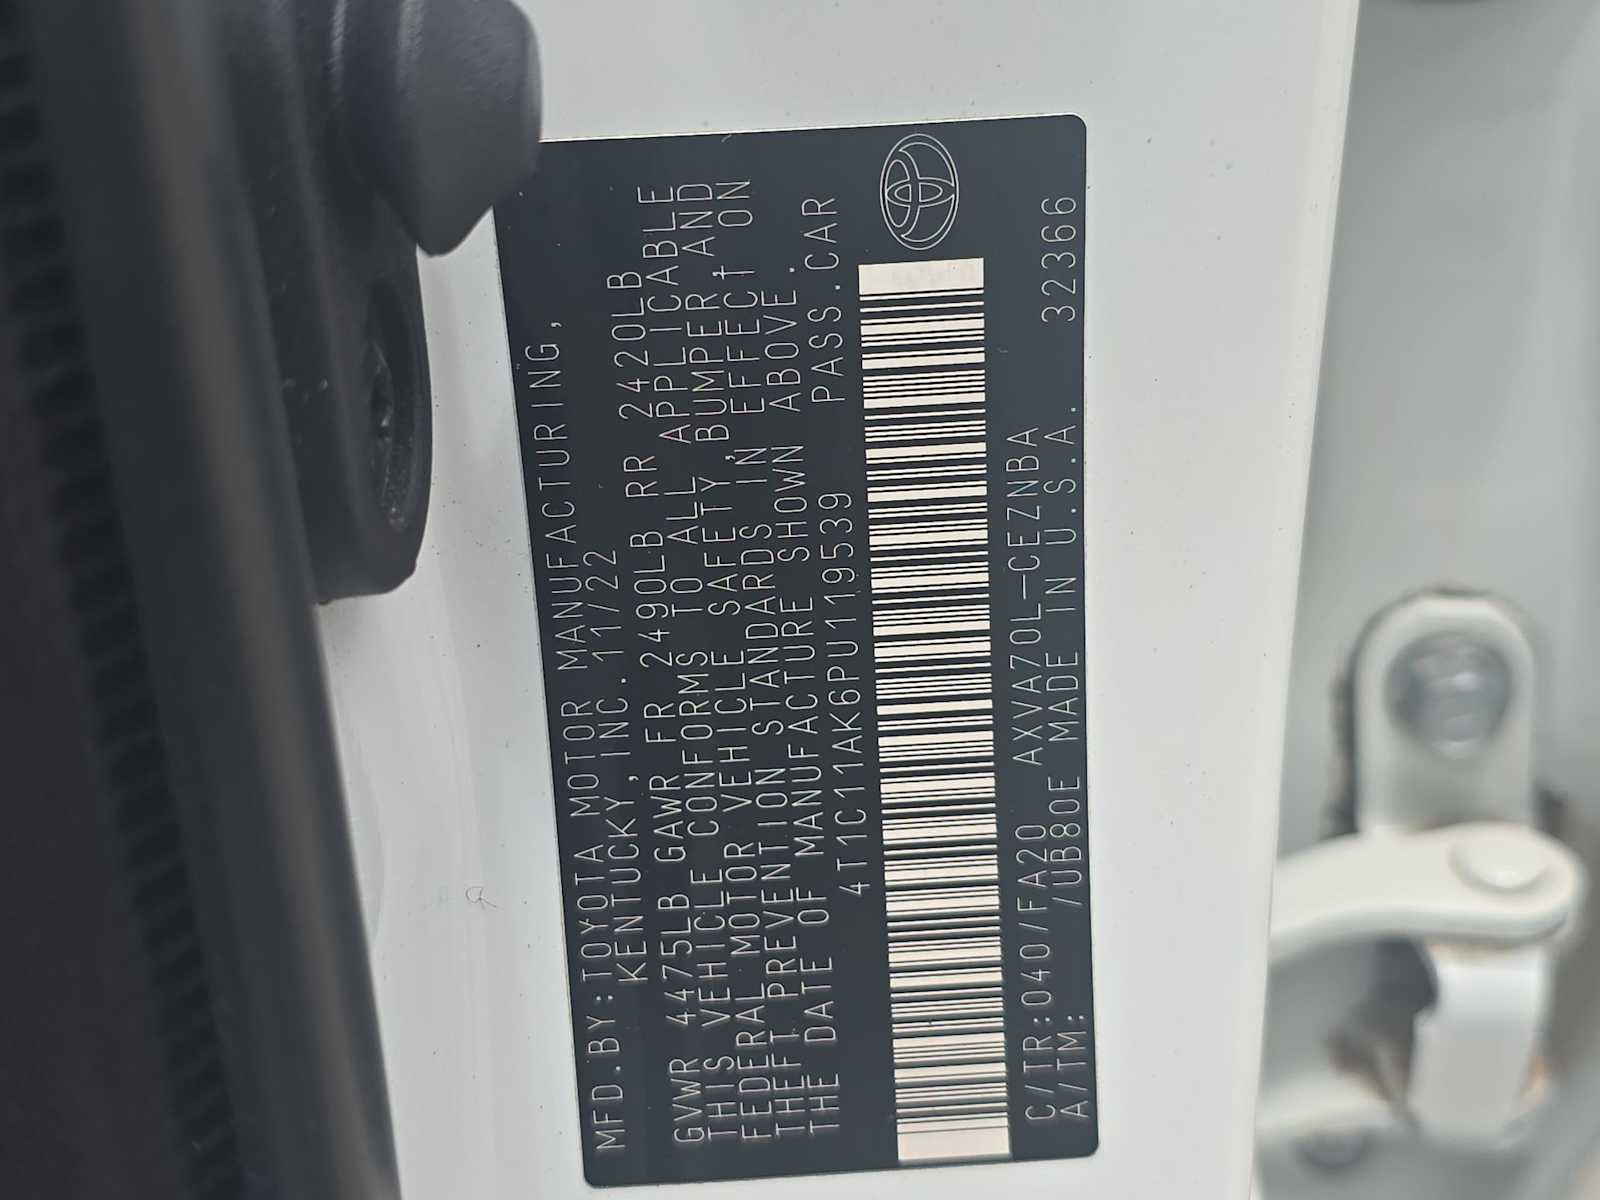 MFD.BY:TOYOTA MOTOR MANUFACTURING,
KENTUCKY, INC.11/22
GVWR 4475LB GAWR FR 2490LB RR 2420LB
THIS VEHICLE CONFORMS TO ALL APPLICABLE
FEDERAL MOTOR VEHICLE SAFETY,BUMPER,AND
THEFT PREVENTION STANDARDS IN EFFECT ON
THE DATE OF MANUFACTURE SHOWN ABOVE.
4T1C11AK6PU119539 PASS.CAR
C/TR:040/FA20 AXVA70L-CEZNBA 32366
A/TM: /UB80E MADE IN U.S.A.